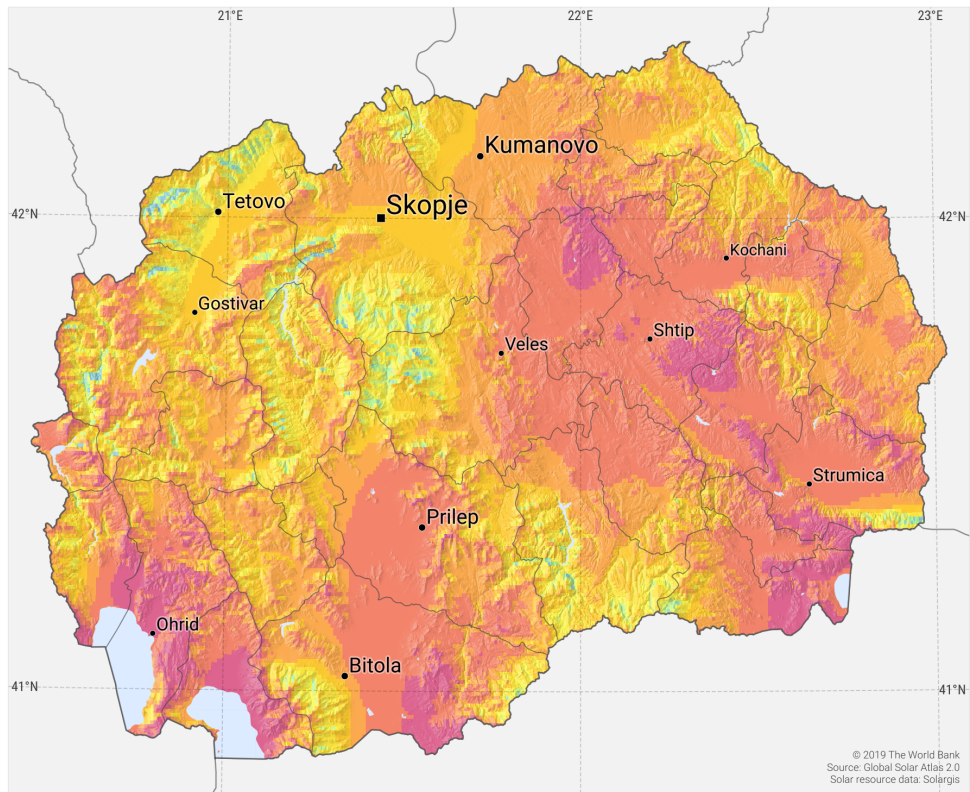 21°E
22°E
23°E
Kumanovo
Tetovo
Skopje
42°N
42°N
Kochani
Gostivar
Shtip
Veles
Strumica
Prilep
Ohrid
Bitola
41°N
41°N
© 2019 The World Bank
Source: Global Solar Atlas 2.0
Solar resource data: Solargis